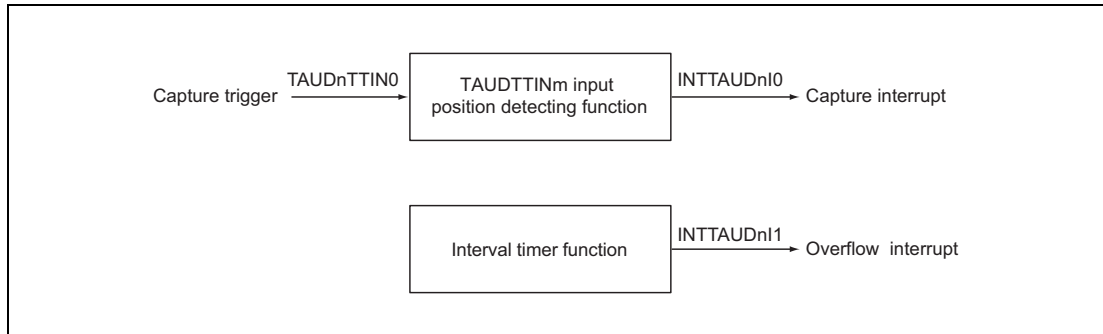 Capture trigger
TAUDnTTIN0
TAUDTTINm input
position detecting function
INTTAUDnI0
Capture interrupt
Interval timer function
INTTAUDnI1
Overflow interrupt